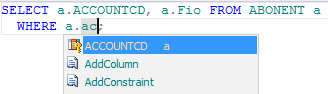 SELECT a.ACCOUNTCD, a.Fio FROM ABONENT a
WHERE a.ac;
ACCOUNTCD a
AddColumn
AddConstraint